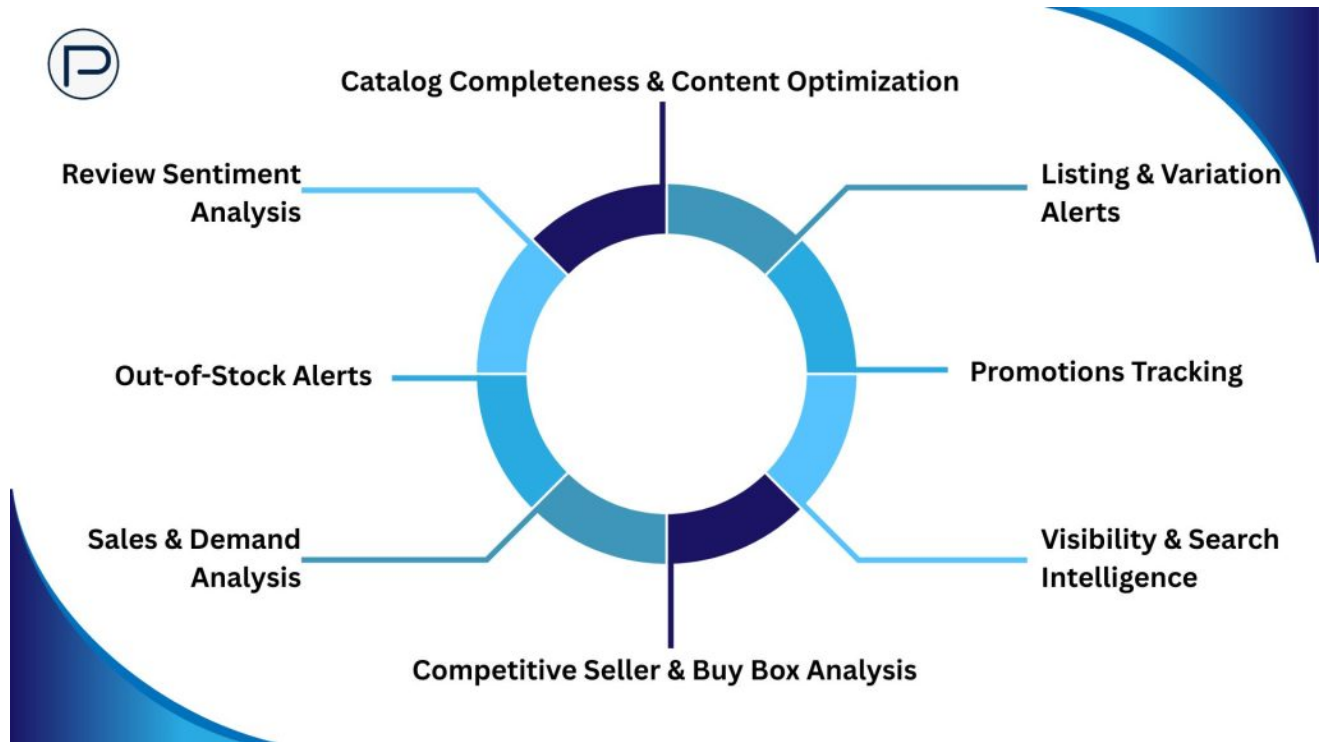 P
Catalog Completeness & Content Optimization
Review Sentiment
Analysis
Listing & Variation
Alerts
Out-of-Stock Alerts
Promotions Tracking
Sales & Demand
Analysis
Visibility & Search
Intelligence
Competitive Seller & Buy Box Analysis